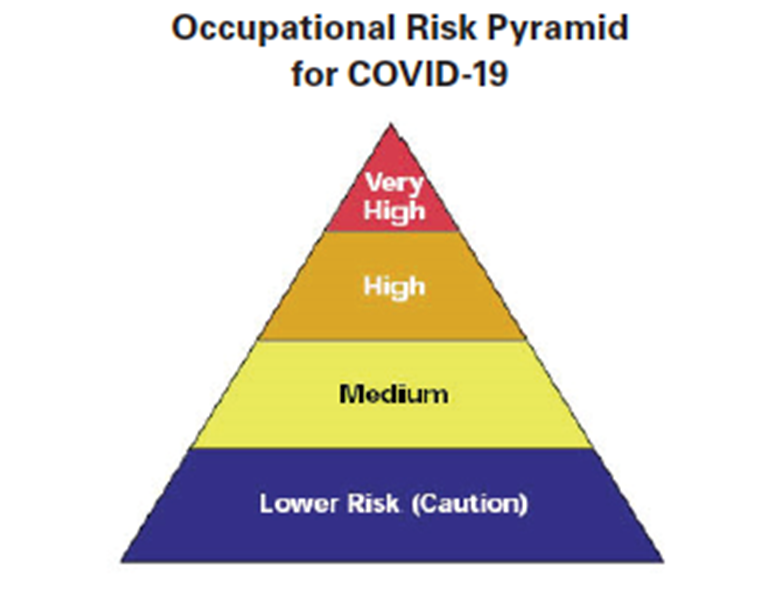 Occupational Risk Pyramid
for COVID-19
Very
High
High
Medium
Lower Risk (Caution)